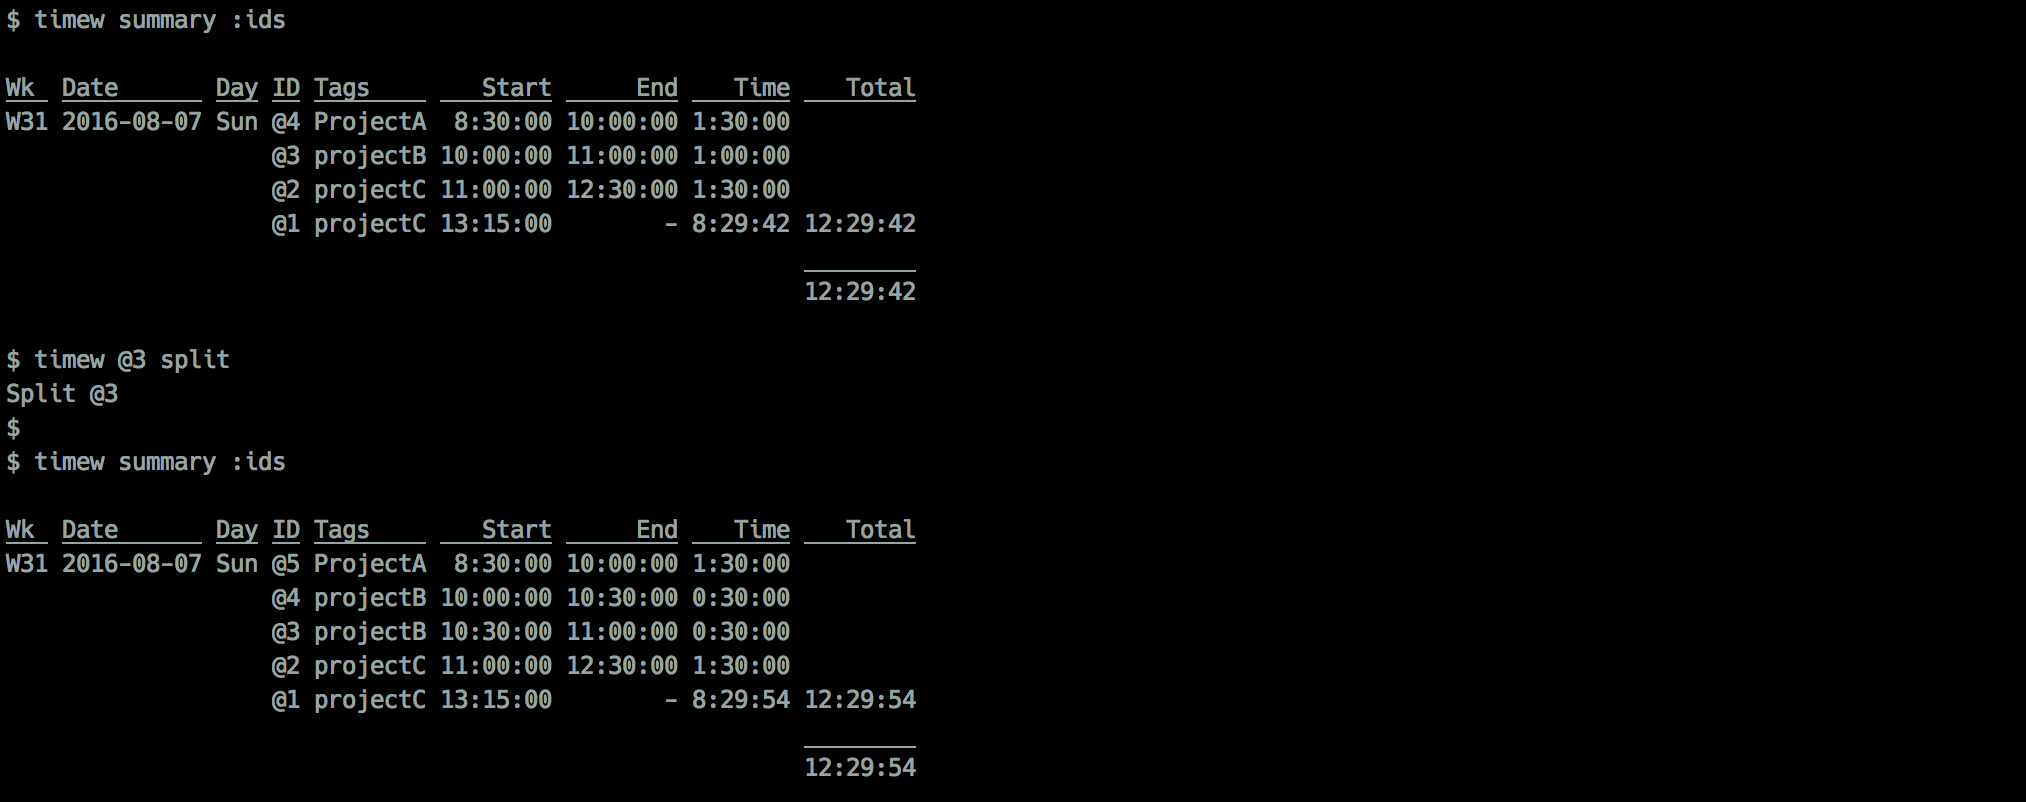 $ timew summary :ids
Wk Date Day ID Tags Start End Time Total
W31 2016-08-07 Sun @4 ProjectA 8:30:00 10:00:00 1:30:00
@3 projectB 10:00:00 11:00:00 1:00:00
@2 projectC 11:00:00 12:30:00 1:30:00
@1 projectC 13:15:00 - 8:29:42 12:29:42
12:29:42
$ timew @3 split
Split @3
$
$ timew summary :ids
Wk Date Day ID Tags Start End Time Total
W31 2016-08-07 Sun @5 ProjectA 8:30:00 10:00:00 1:30:00
@4 projectB 10:00:00 10:30:00 0:30:00
@3 projectB 10:30:00 11:00:00 0:30:00
@2 projectC 11:00:00 12:30:00 1:30:00
@1 projectC 13:15:00 - 8:29:54 12:29:54
12:29:54